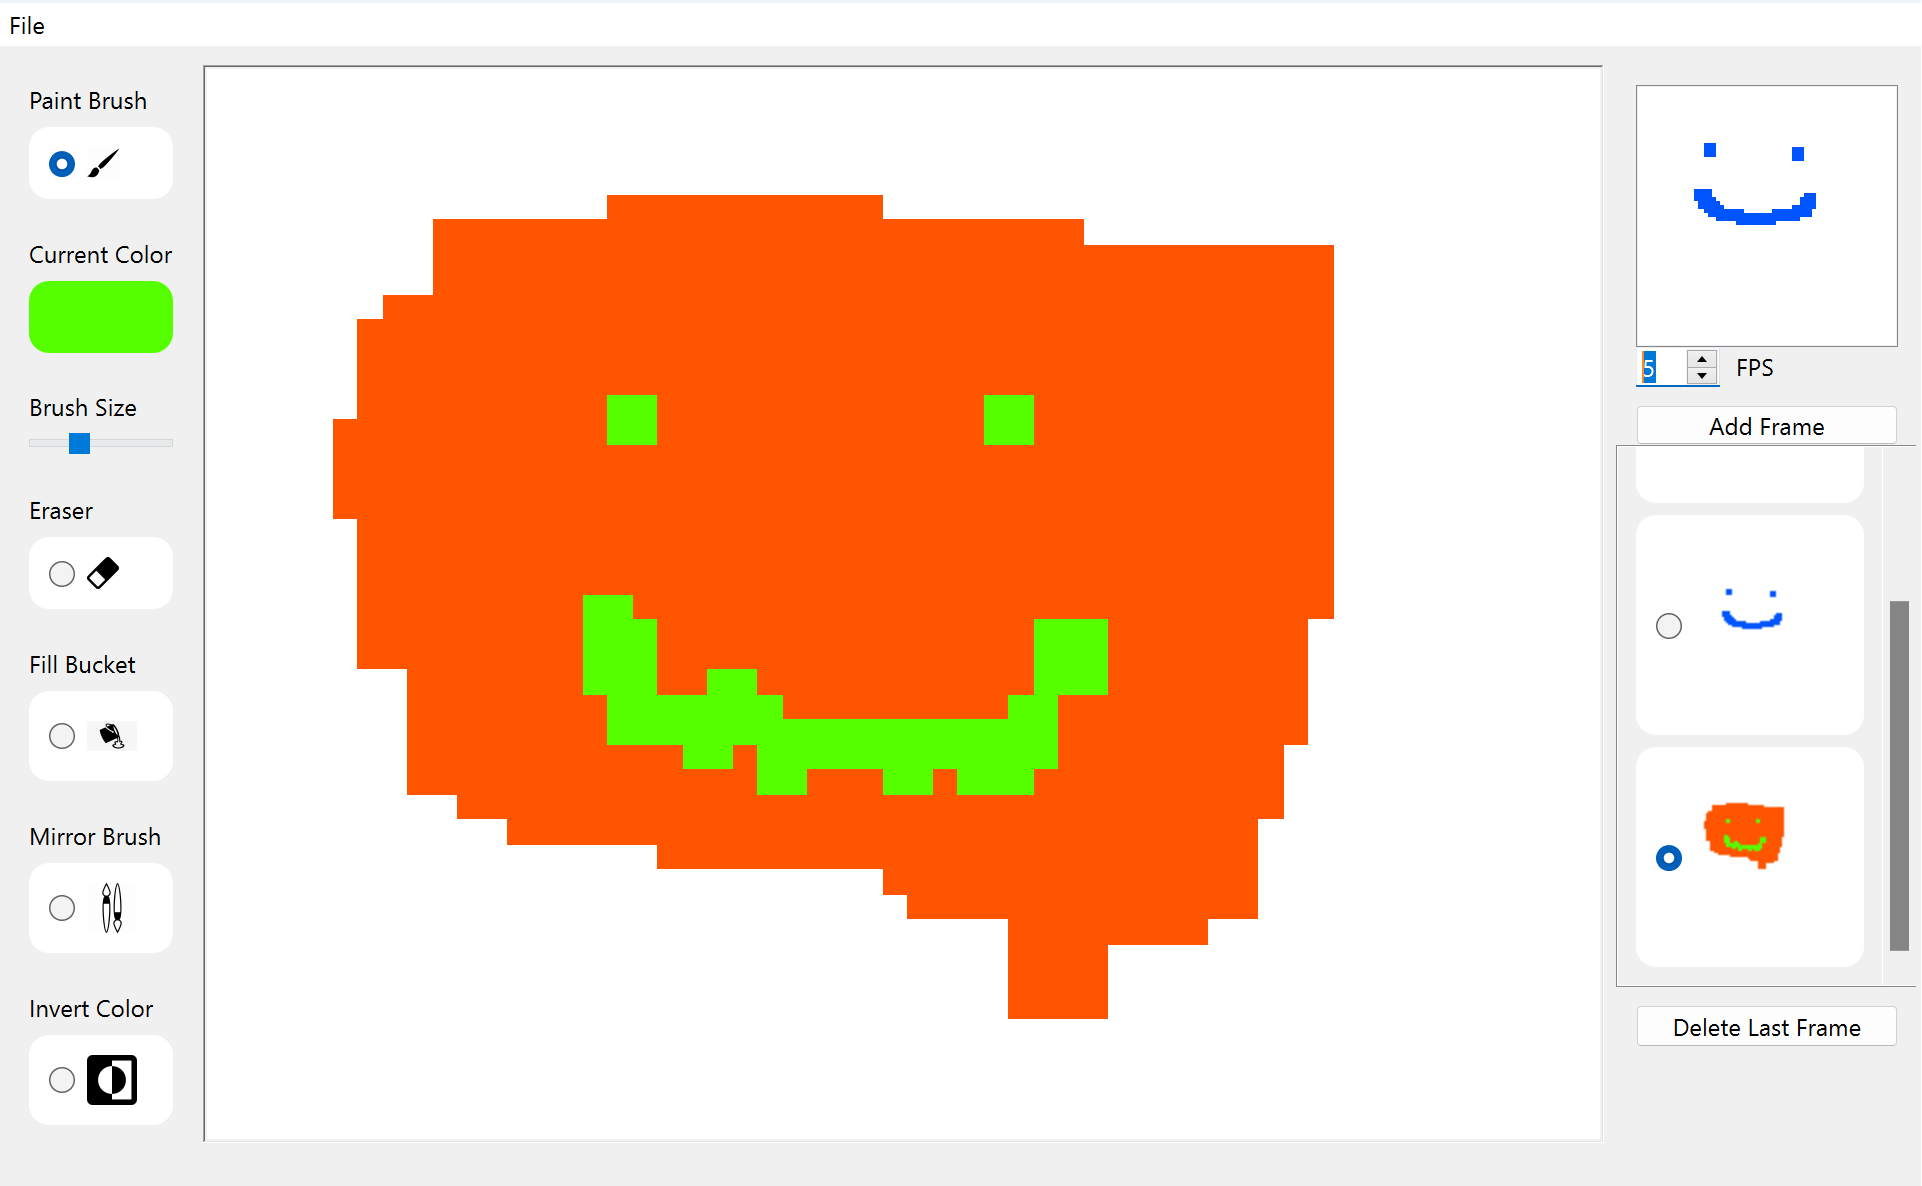 File
Paint Brush
Current Color
Brush Size
Eraser
Fill Bucket
Mirror Brush
Invert Color
5 FPS
Add Frame
Delete Last Frame